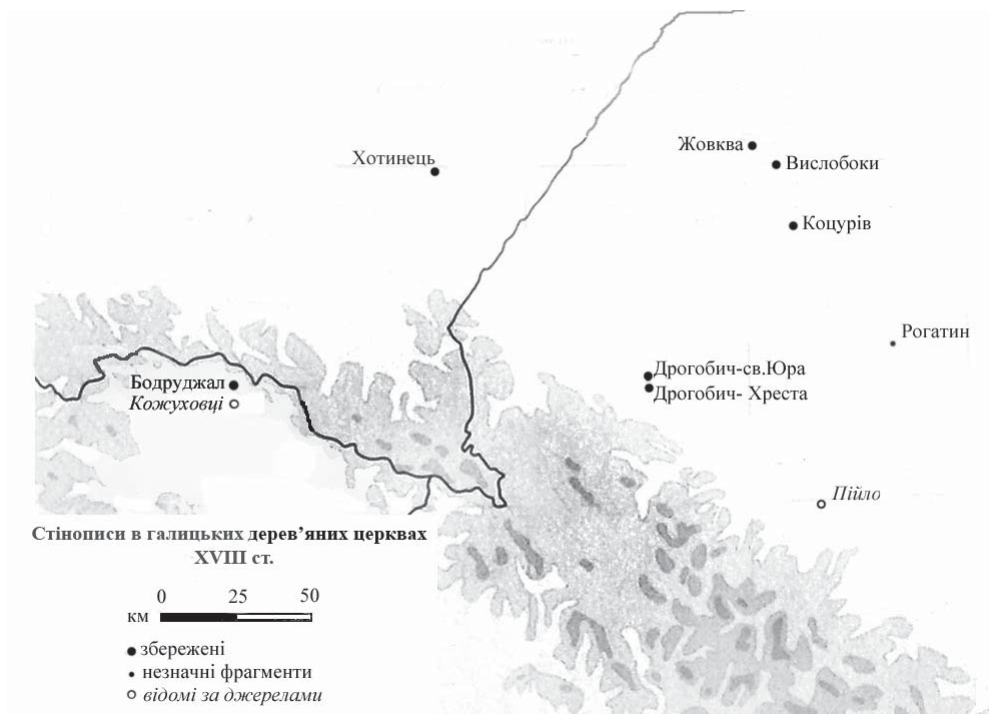 Жовква
Хотинець
Вислобоки
Коцурів
Рогатин
Дрогобич-св.Юра
Бодруджал
Дрогобич- Хреста
Кожуховці
Пійло
Стінописи в галицьких дерев’яних церквах
XVIII ст.
0 25 50
км
збережені
незначні фрагменти
відомі за джерелами